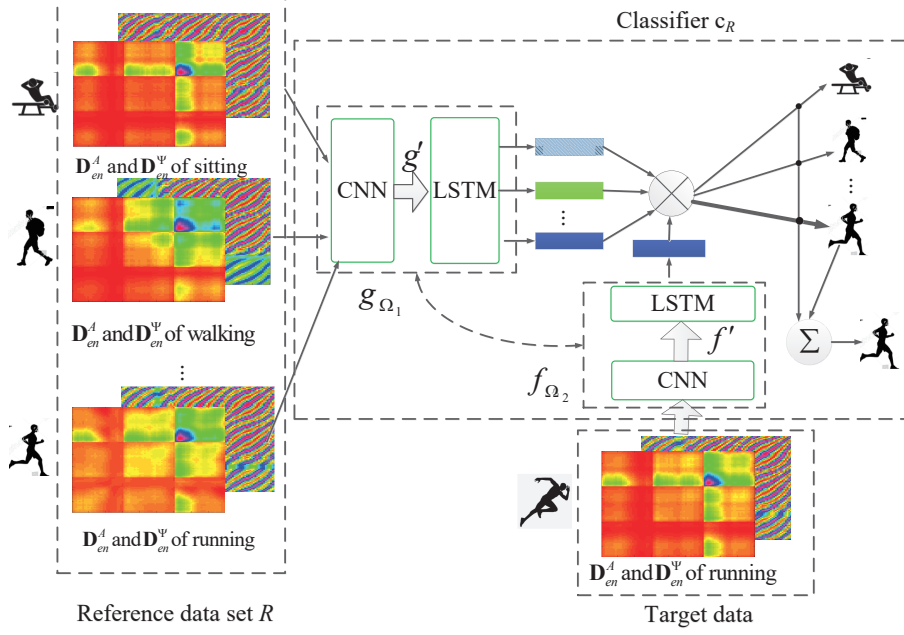 Classifier c_R
D^A_en and D^Ψ_en of sitting
D^A_en and D^Ψ_en of walking
⋮
D^A_en and D^Ψ_en of running
Reference data set R
CNN
g′
LSTM
g_Ω₁
⋮
⋮
LSTM
f′
CNN
f_Ω₂
Σ
D^A_en and D^Ψ_en of running
Target data